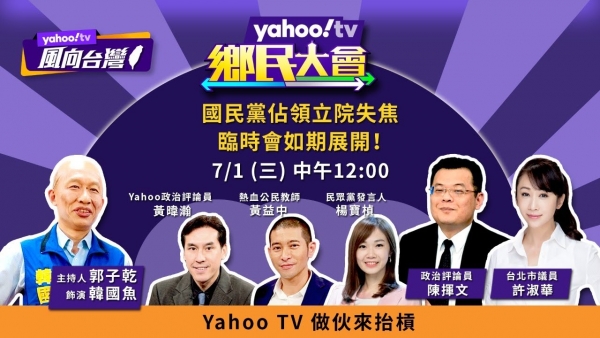 yahoo!tv
風向台灣
yahoo!tv
鄉民大會
國民黨佔領立院失焦
臨時會如期展開!
7/1 (三) 中午12:00
Yahoo政治評論員
黃暐瀚
熱血公民教師
黃益中
民眾黨發言人
楊寶楨
主持人 郭子乾
飾演 韓國魚
政治評論員
陳揮文
台北市議員
許淑華
韓
國
Yahoo TV 做伙來抬槓